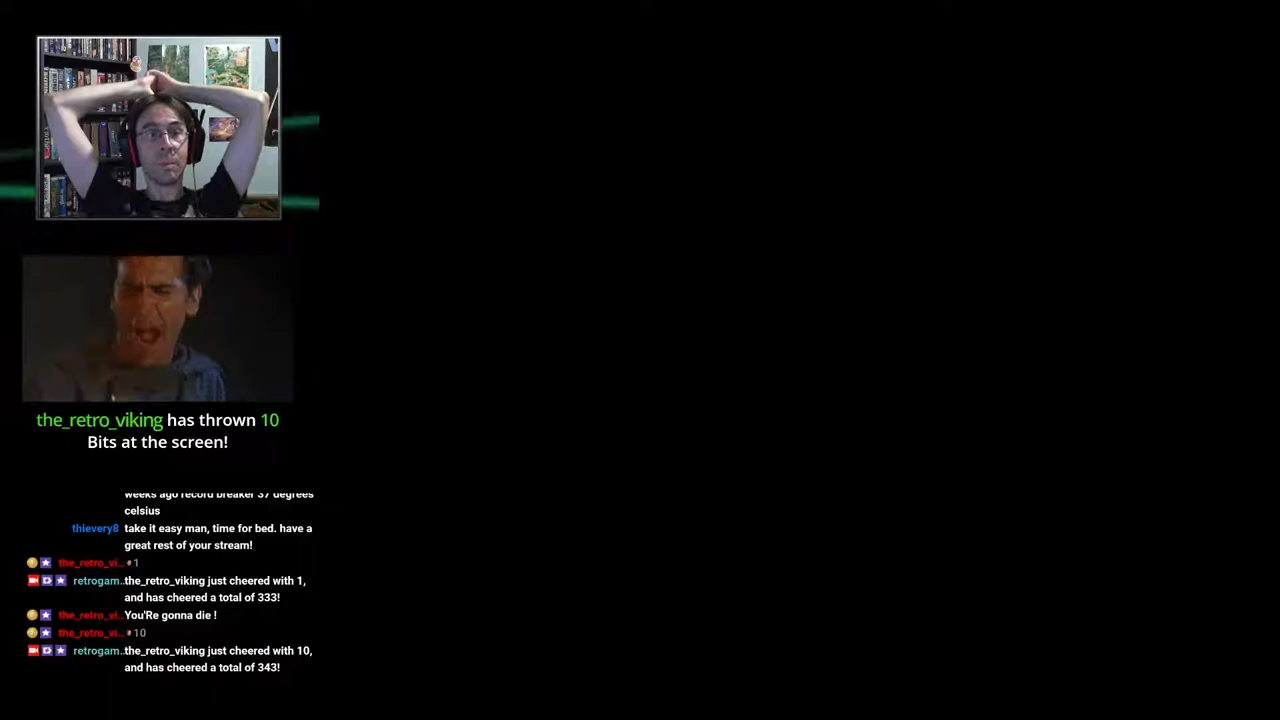 the_retro_viking has thrown 10
Bits at the screen!
weeks ago record breaker 37 degrees
celsius
thievery8 take it easy man, time for bed. have a
great rest of your stream!
the_retro_vi... 1
retrogam... the_retro_viking just cheered with 1,
and has cheered a total of 333!
the_retro_vi... You'Re gonna die !
the_retro_vi... 10
retrogam... the_retro_viking just cheered with 10,
and has cheered a total of 343!